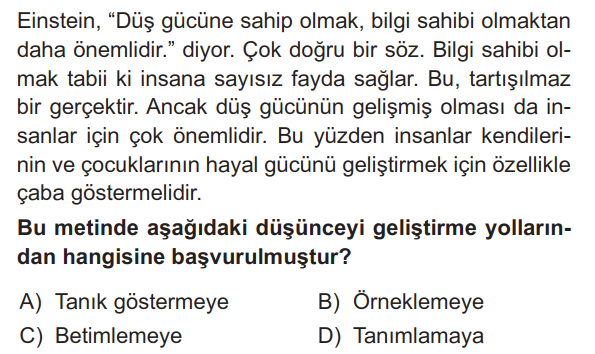 Einstein, “Düş gücüne sahip olmak, bilgi sahibi olmaktan
daha önemlidir.” diyor. Çok doğru bir söz. Bilgi sahibi ol-
mak tabii ki insana sayısız fayda sağlar. Bu, tartışılmaz
bir gerçektir. Ancak düş gücünün gelişmiş olması da in-
sanlar için çok önemlidir. Bu yüzden insanlar kendileri-
nin ve çocuklarının hayal gücünü geliştirmek için özellikle
çaba göstermelidir.
Bu metinde aşağıdaki düşünceyi geliştirme yolların-
dan hangisine başvurulmuştur?
A) Tanık göstermeye B) Örneklemeye
C) Betimlemeye D) Tanımlamaya